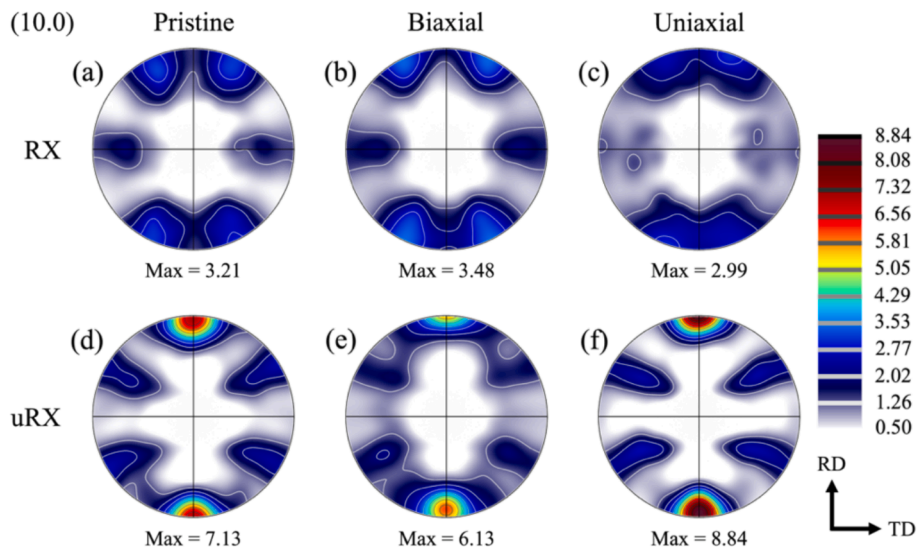 (10.0) Pristine Biaxial Uniaxial
(a) (b) (c)
RX
Max = 3.21 Max = 3.48 Max = 2.99
(d) (e) (f)
uRX
Max = 7.13 Max = 6.13 Max = 8.84
8.84
8.08
7.32
6.56
5.81
5.05
4.29
3.53
2.77
2.02
1.26
0.50
RD
TD